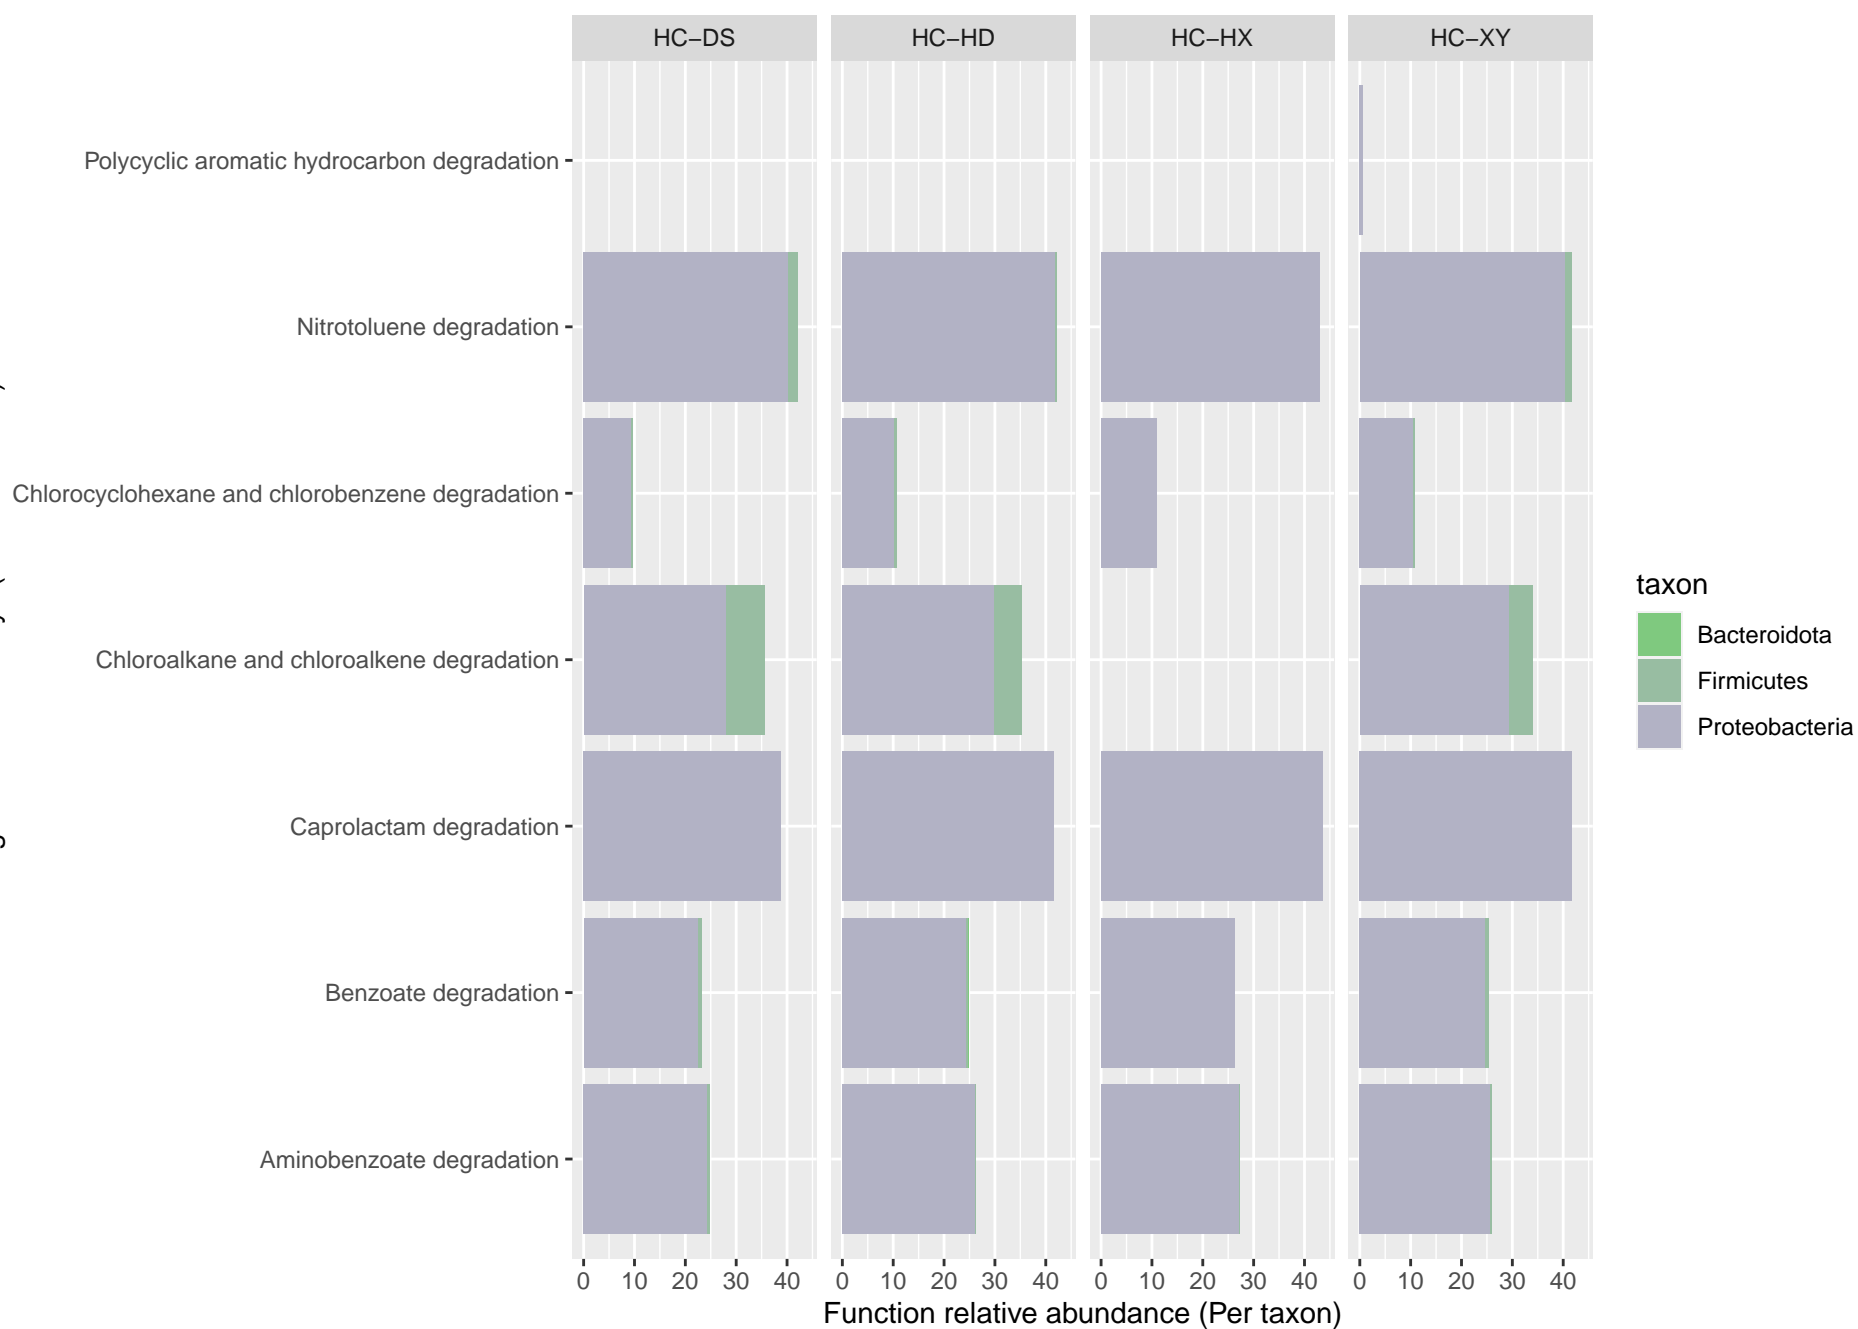 HC−DS
HC−HD
HC−HX
HC−XY
Polycyclic aromatic hydrocarbon degradation
Nitrotoluene degradation
Chlorocyclohexane and chlorobenzene degradation
Chloroalkane and chloroalkene degradation
Caprolactam degradation
Benzoate degradation
Aminobenzoate degradation
0 10 20 30 40
0 10 20 30 40
0 10 20 30 40
0 10 20 30 40
Function relative abundance (Per taxon)
taxon
Bacteroidota
Firmicutes
Proteobacteria